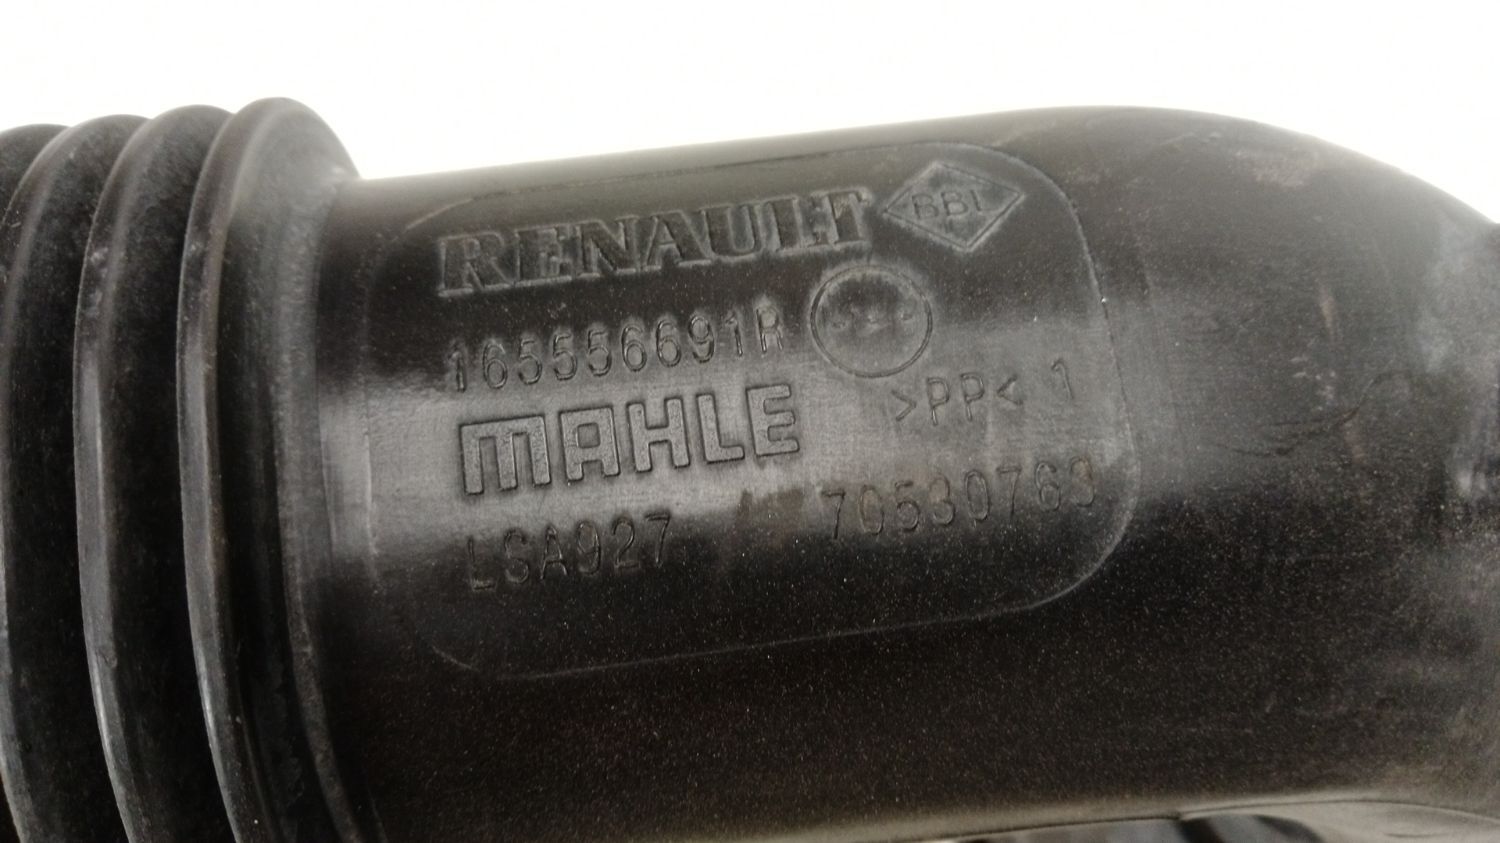 RENAULT BBL
165556691R
MAHLE >PP< 1
LSA927 70530763